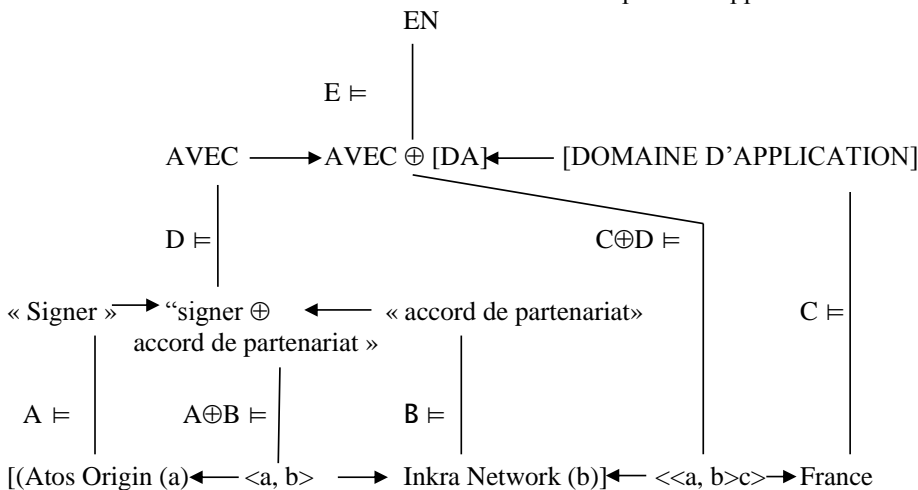 EN
E ⊨
AVEC AVEC ⊕ [DA] [DOMAINE D'APPLICATION]
D ⊨ C⊕D ⊨
« Signer » “signer ⊕ « accord de partenariat» C ⊨
accord de partenariat »
A ⊨ A⊕B ⊨ B ⊨
[(Atos Origin (a) <a, b> Inkra Network (b)] <<a, b>c> France